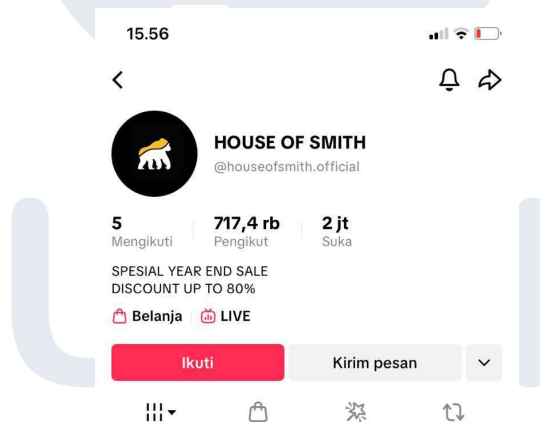 15.56
HOUSE OF SMITH
@houseofsmith.official
5 717,4 rb 2 jt
Mengikuti Pengikut Suka
SPESIAL YEAR END SALE
DISCOUNT UP TO 80%
Belanja LIVE
Ikuti Kirim pesan